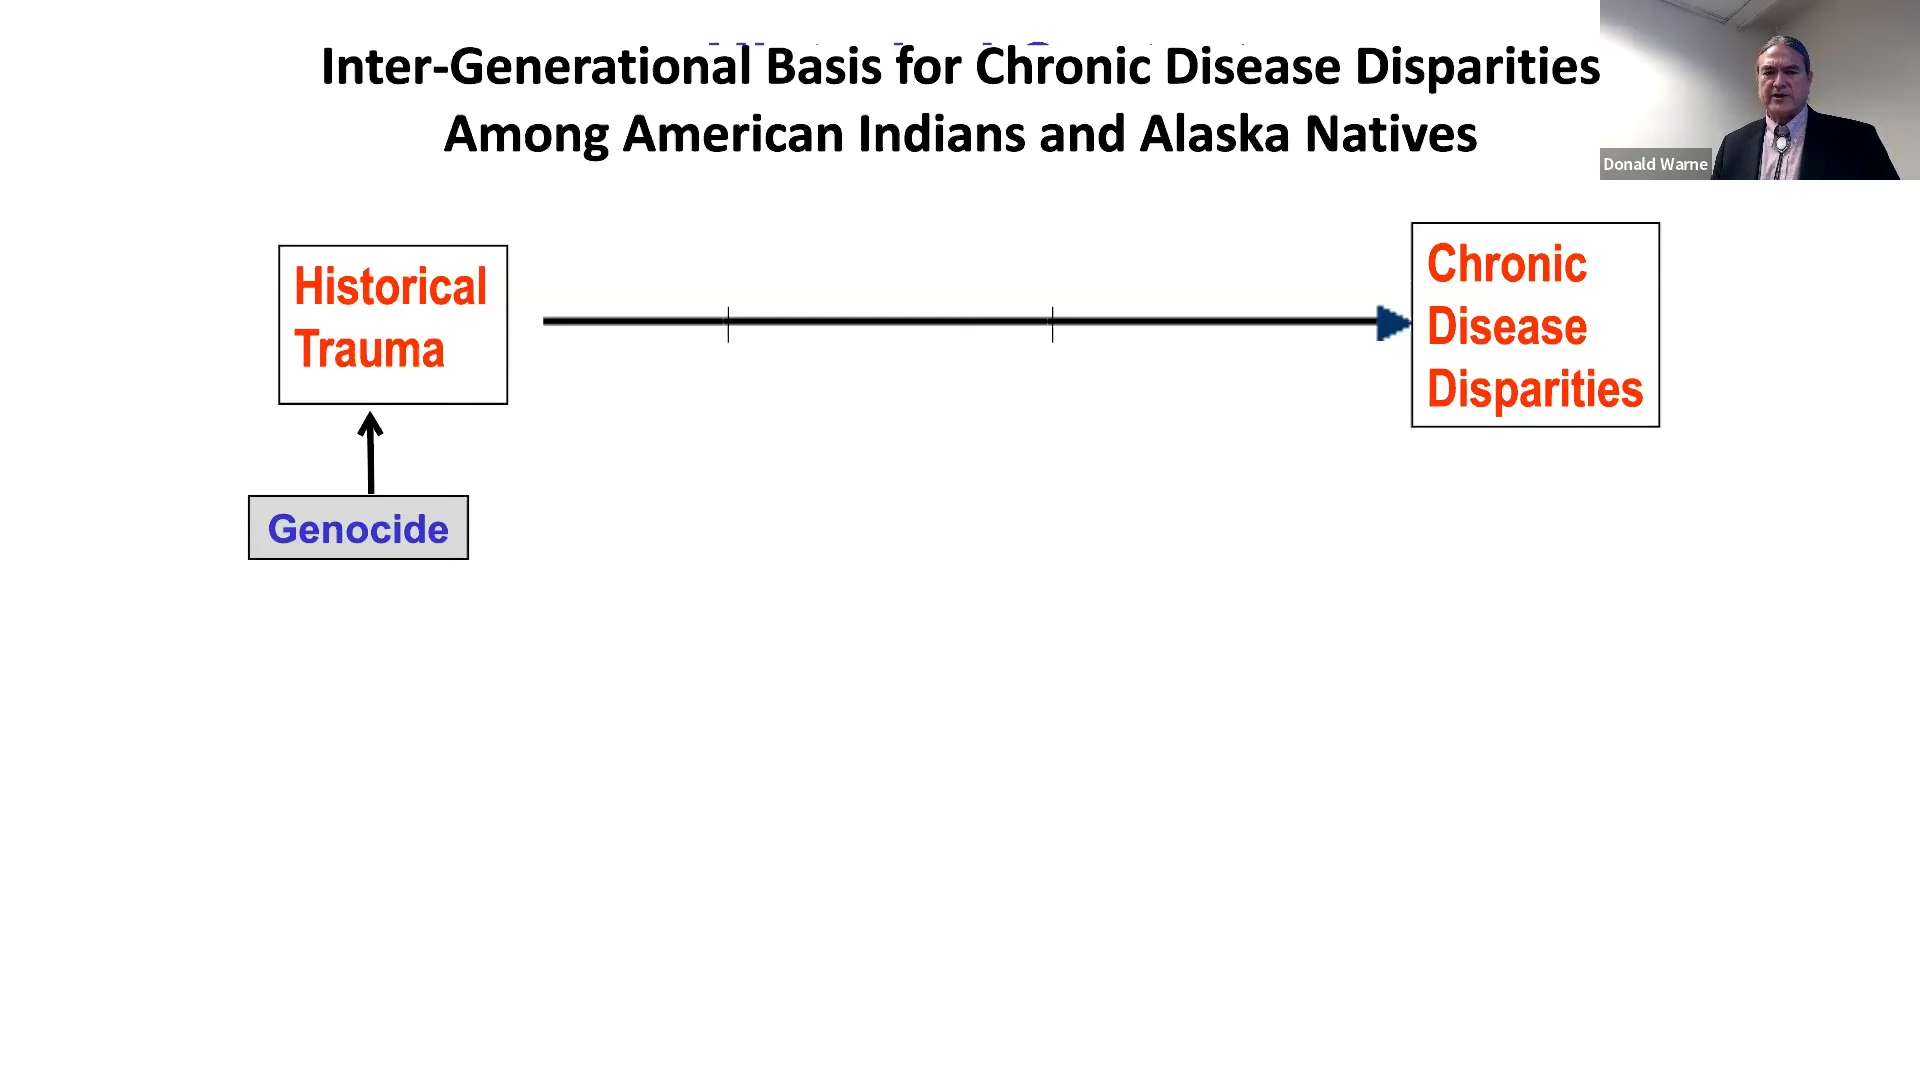 Inter-Generational Basis for Chronic Disease Disparities
Among American Indians and Alaska Natives
Donald Warne
Historical
Trauma
Chronic
Disease
Disparities
Genocide